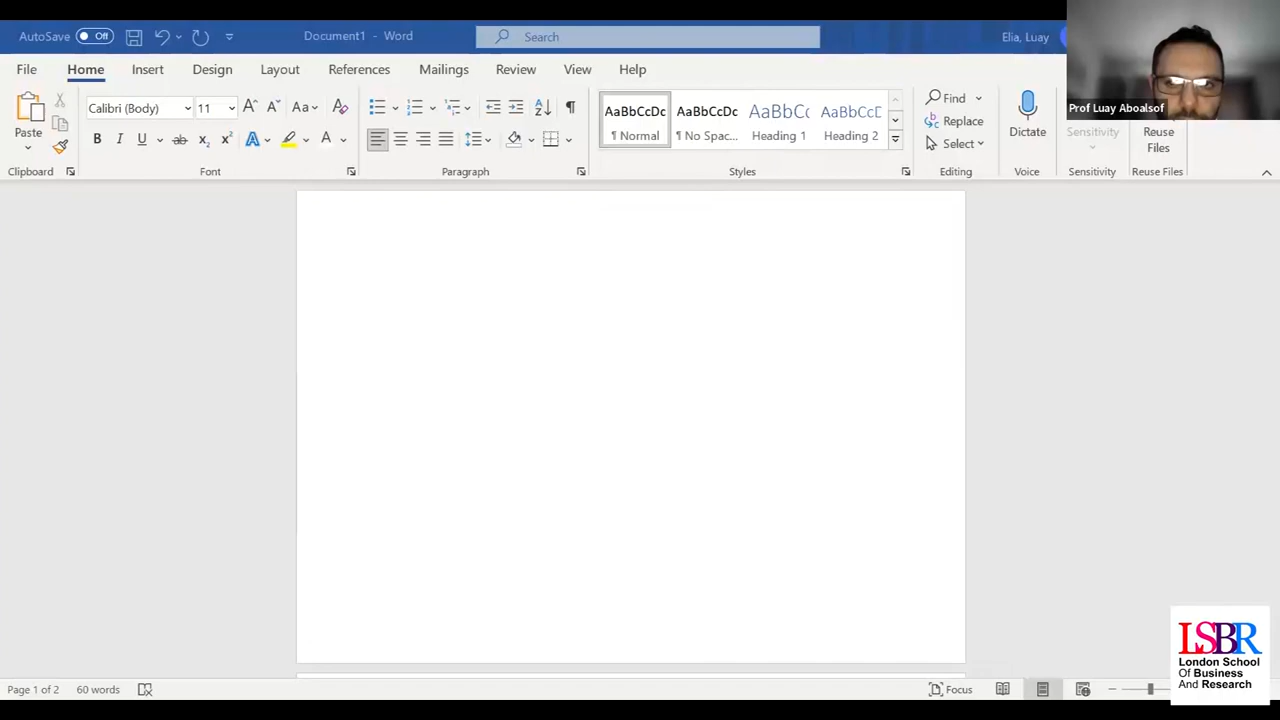 AutoSave Off Document1 - Word Search Elia, Luay
File Home Insert Design Layout References Mailings Review View Help
Prof Luay Aboalsof
Paste
Calibri (Body) 11 Aa
AaBbCcDc AaBbCcDc AaBbCc AaBbCcD
¶ Normal ¶ No Spac... Heading 1 Heading 2
Find
Replace
Select
Dictate
Sensitivity
Reuse
Files
Clipboard Font Paragraph Styles Editing Voice Sensitivity Reuse Files
Page 1 of 2 60 words Focus
LSBR
London School
Of Business
And Research